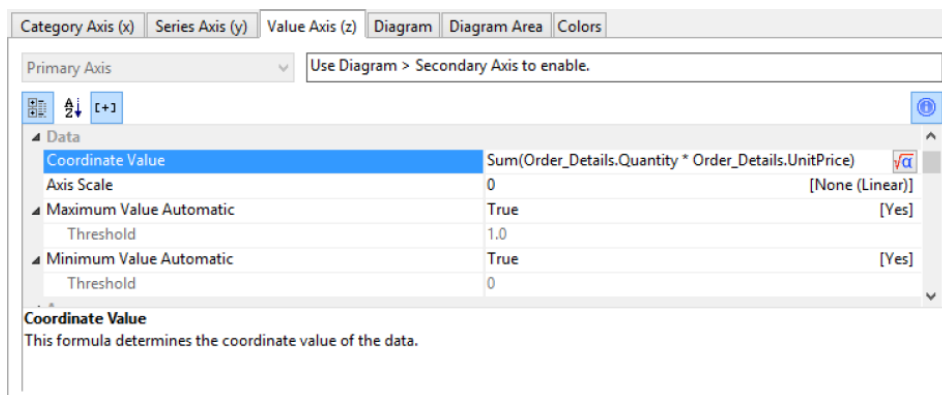 Category Axis (x) Series Axis (y) Value Axis (z) Diagram Diagram Area Colors
Primary Axis Use Diagram > Secondary Axis to enable.
Data
Coordinate Value Sum(Order_Details.Quantity * Order_Details.UnitPrice) √α
Axis Scale 0 [None (Linear)]
Maximum Value Automatic True [Yes]
Threshold 1.0
Minimum Value Automatic True [Yes]
Threshold 0
Coordinate Value
This formula determines the coordinate value of the data.